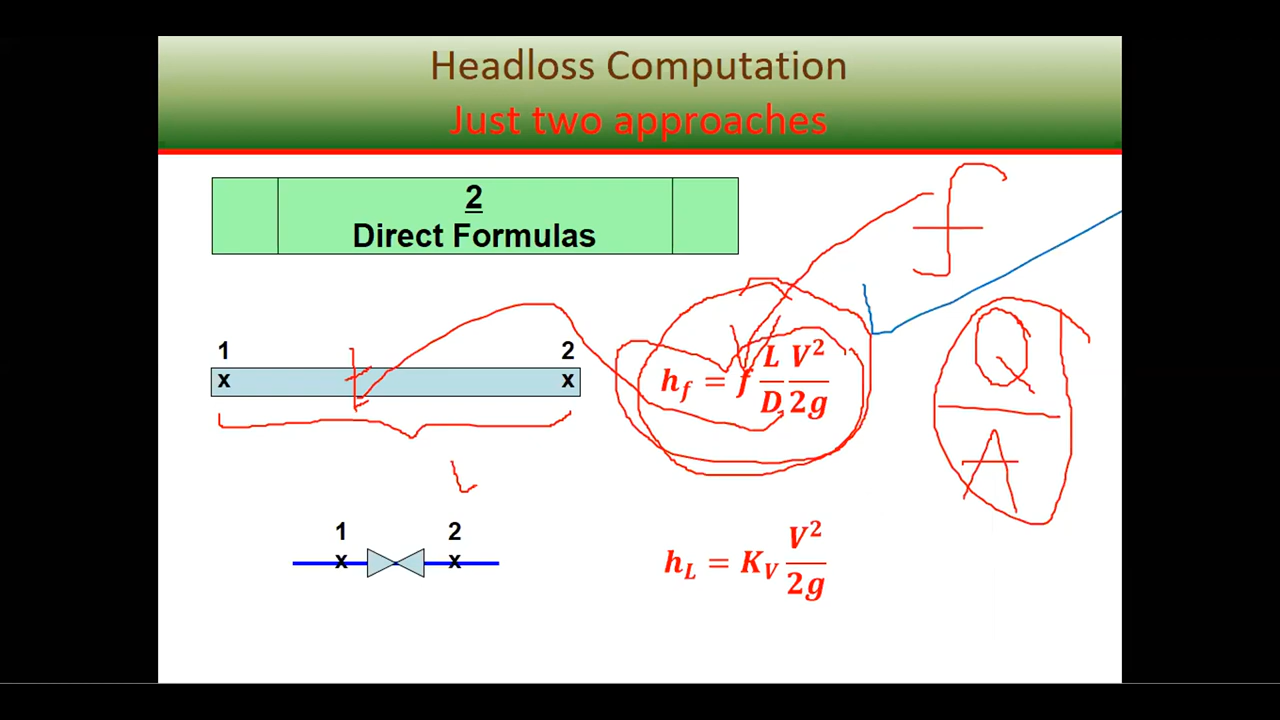 Headloss Computation
Just two approaches
2
Direct Formulas
f
1 2
x x
h_f = f L/D V²/2g
Q
A
L
1 2
x x
h_L = K_V V²/2g